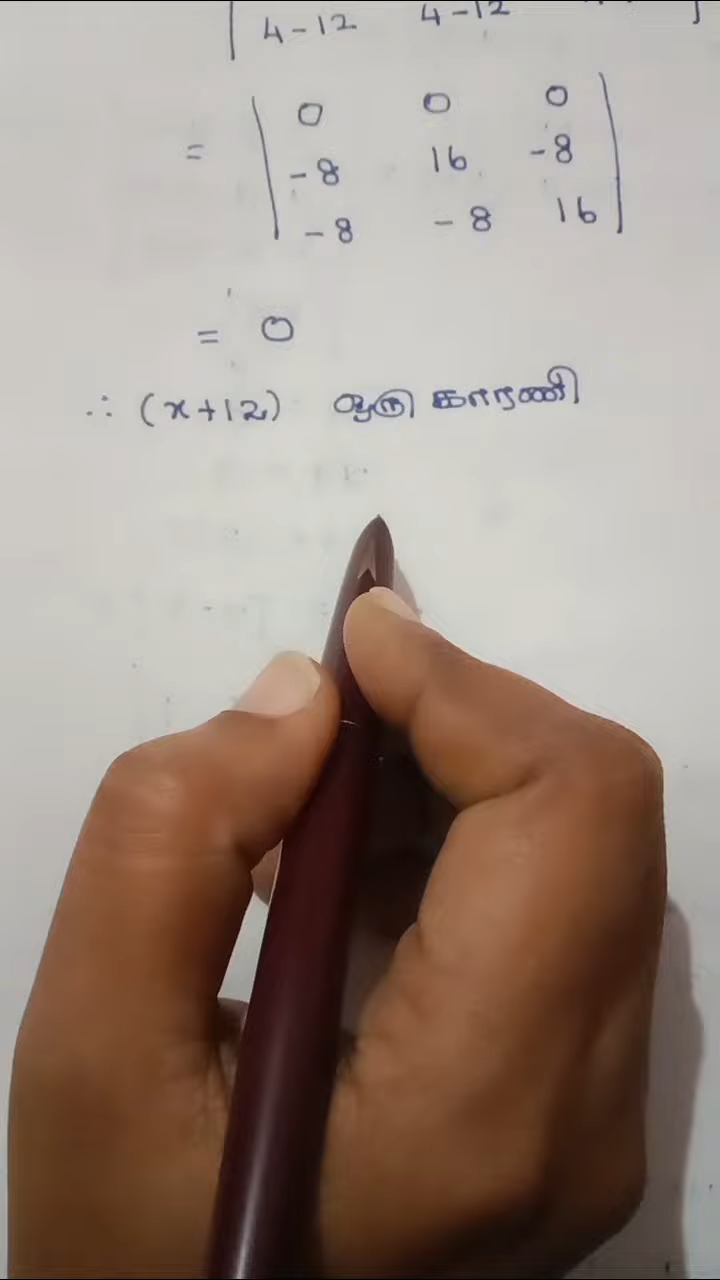 4-12 4-12
0 0 0
= -8 16 -8
-8 -8 16
= 0
∴ (x+12) ஒரு காரணி